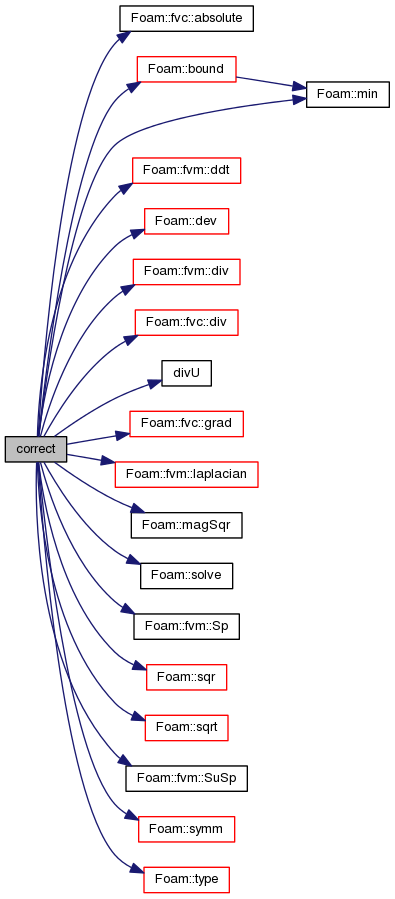 Foam::fvc::absolute
Foam::bound
Foam::min
Foam::fvm::ddt
Foam::dev
Foam::fvm::div
Foam::fvc::div
divU
Foam::fvc::grad
correct
Foam::fvm::laplacian
Foam::magSqr
Foam::solve
Foam::fvm::Sp
Foam::sqr
Foam::sqrt
Foam::fvm::SuSp
Foam::symm
Foam::type